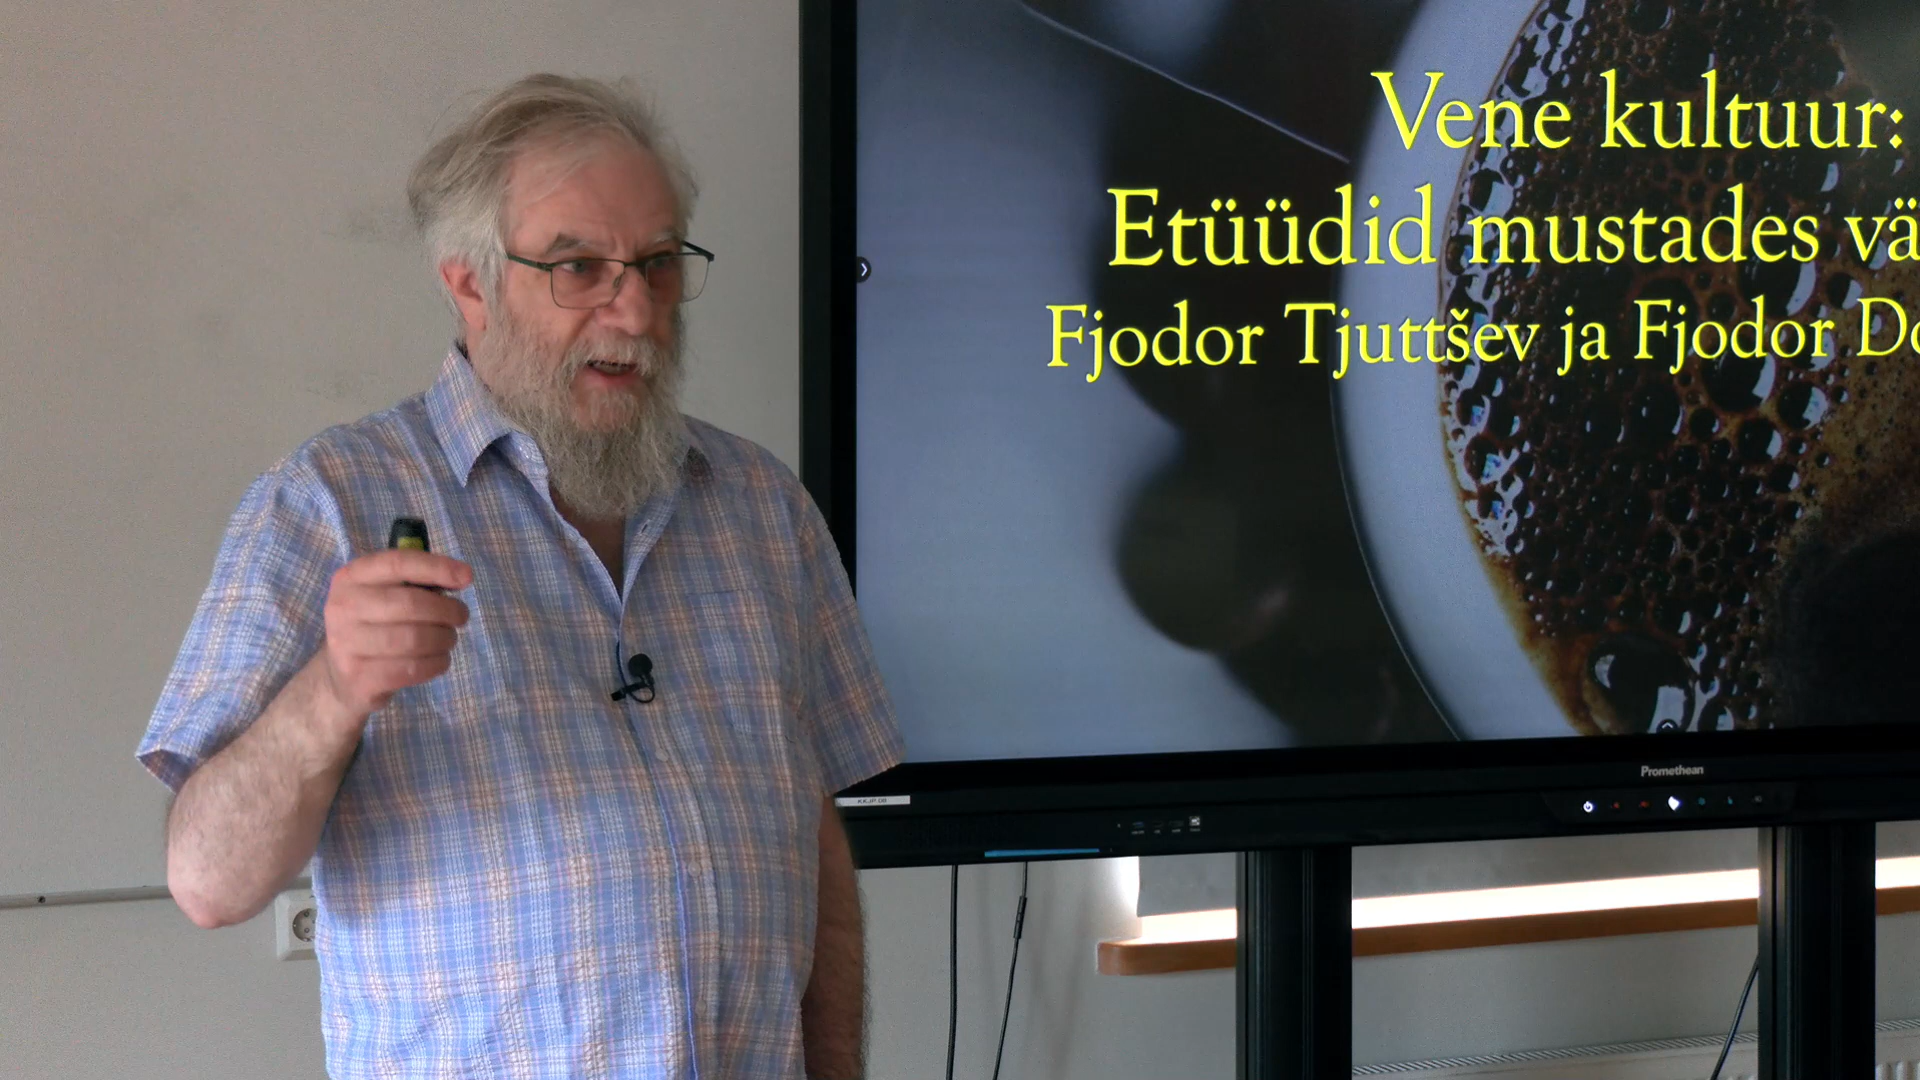 Vene kultuur:
Etüüdid mustades vä
Fjodor Tjuttšev ja Fjodor Do
Promethean